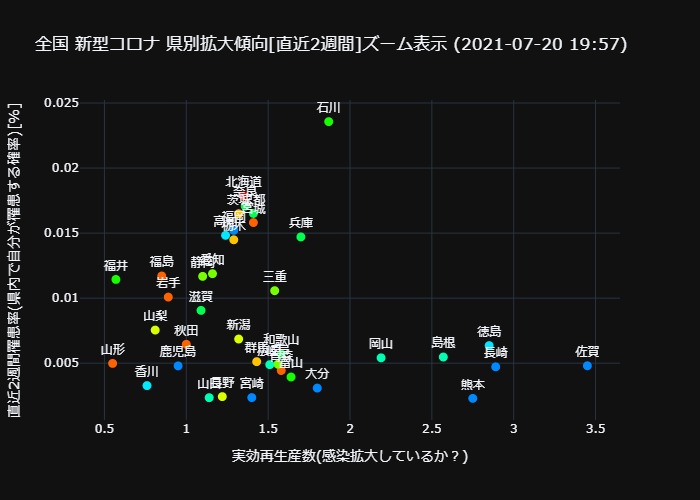 全国 新型コロナ 県別拡大傾向[直近2週間]ズーム表示 (2021-07-20 19:57)
直近2週間罹患率(県内で自分が罹患する確率)[%]
0.025
0.02
0.015
0.01
0.005
石川
北海道
宮城
兵庫
高知
栃木
福井
福島
岩手
静岡
愛知
三重
滋賀
山梨
秋田
新潟
和歌山
山形
鹿児島
香川
群馬
富山
大分
山口
長野
宮崎
岡山
島根
徳島
長崎
熊本
佐賀
0.5
1
1.5
2
2.5
3
3.5
実効再生産数(感染拡大しているか？)